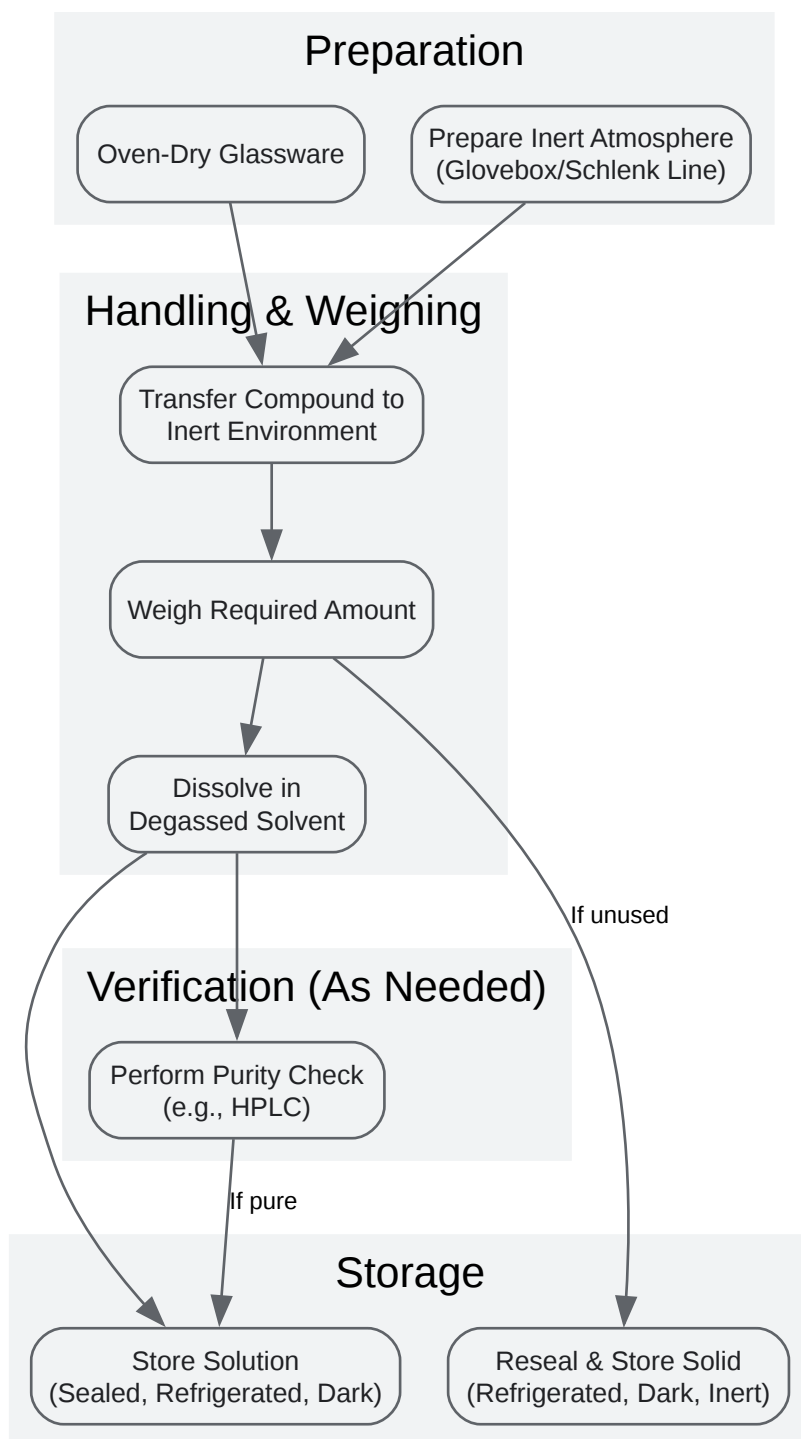 Preparation
Oven-Dry Glassware
Prepare Inert Atmosphere
(Glovebox/Schlenk Line)
Handling & Weighing
Transfer Compound to
Inert Environment
Weigh Required Amount
Dissolve in
Degassed Solvent
If unused
Verification (As Needed)
Perform Purity Check
(e.g., HPLC)
If pure
Storage
Store Solution
(Sealed, Refrigerated, Dark)
Reseal & Store Solid
(Refrigerated, Dark, Inert)